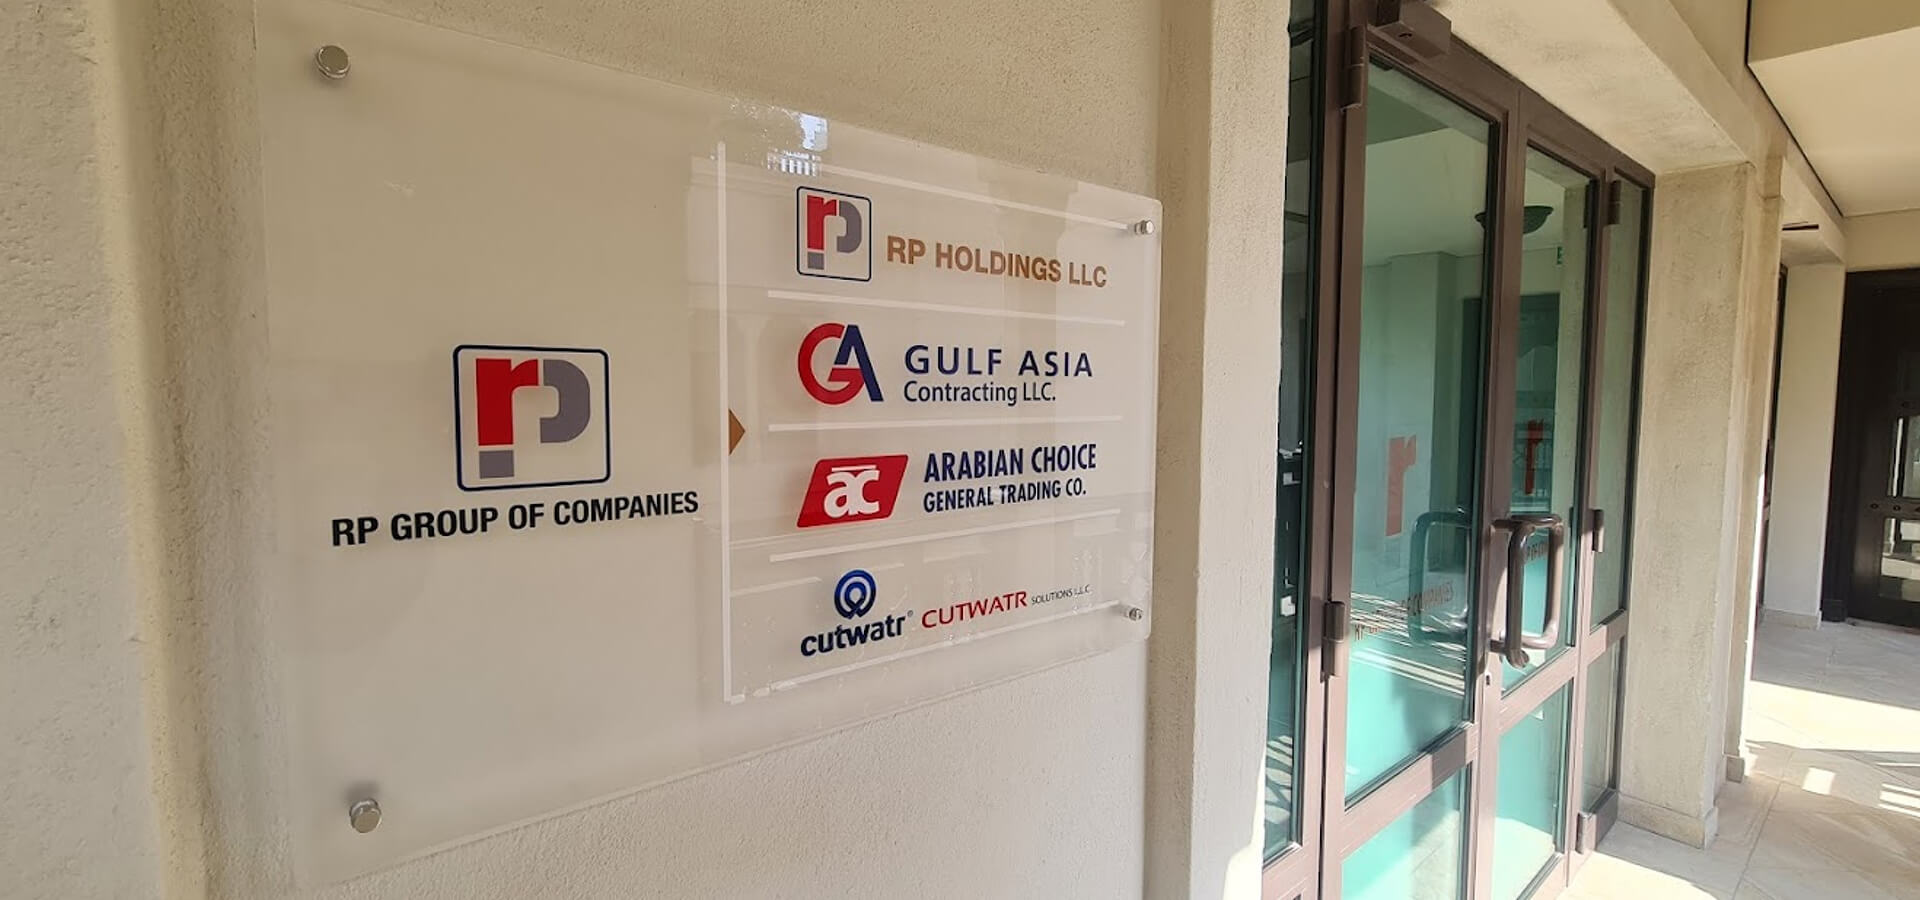 rp
RP GROUP OF COMPANIES
rp
RP HOLDINGS LLC
GA
GULF ASIA
Contracting LLC.
ac
ARABIAN CHOICE
GENERAL TRADING CO.
cutwatr®
CUTWATR SOLUTIONS L.L.C